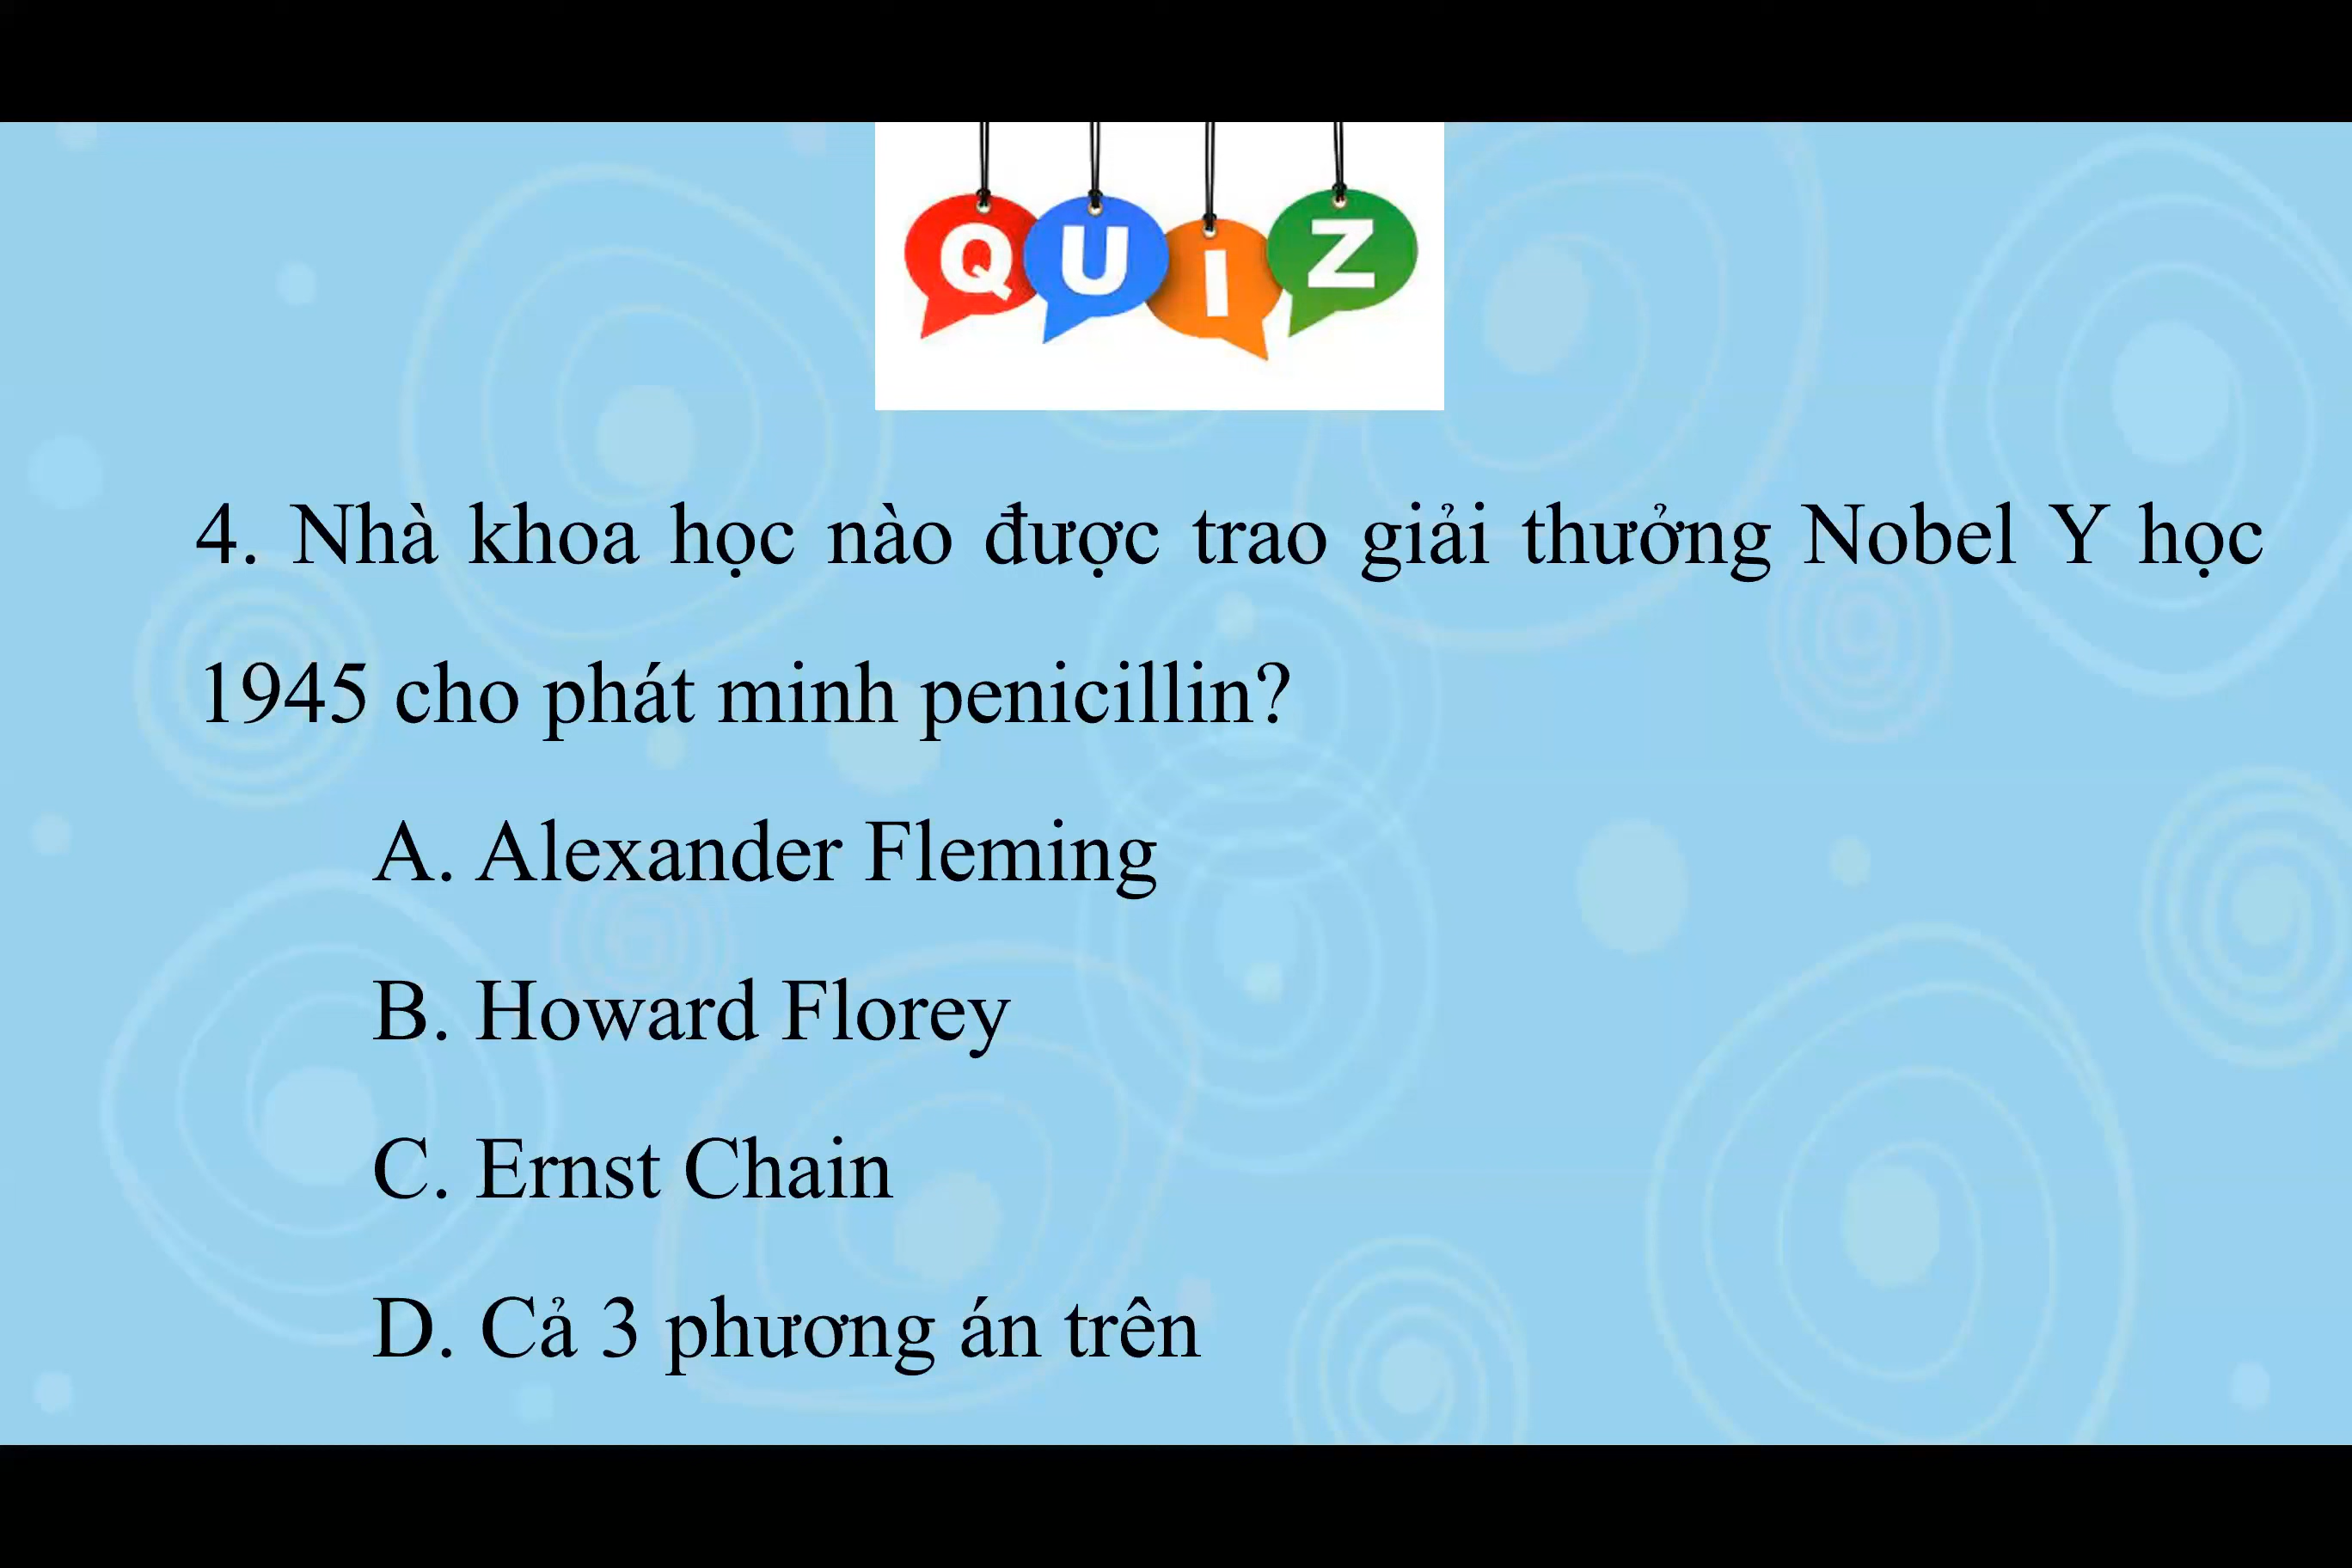 QUIZ
4. Nhà khoa học nào được trao giải thưởng Nobel Y học
1945 cho phát minh penicillin?
A. Alexander Fleming
B. Howard Florey
C. Ernst Chain
D. Cả 3 phương án trên